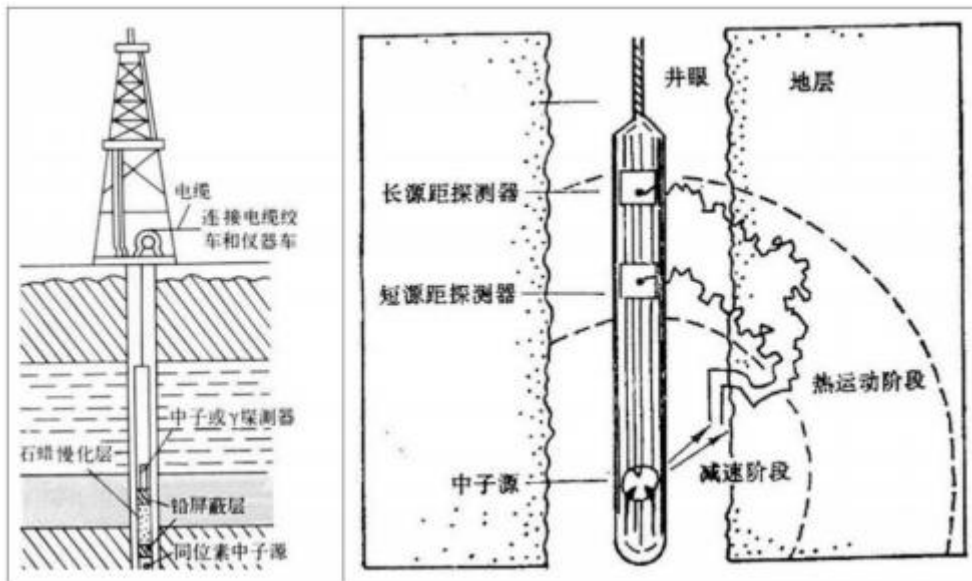 电缆
连接电缆绞
车和仪器车
中子或γ探测器
石蜡慢化层
铅屏蔽层
同位素中子源
井眼
地层
长源距探测器
短源距探测器
热运动阶段
减速阶段
中子源